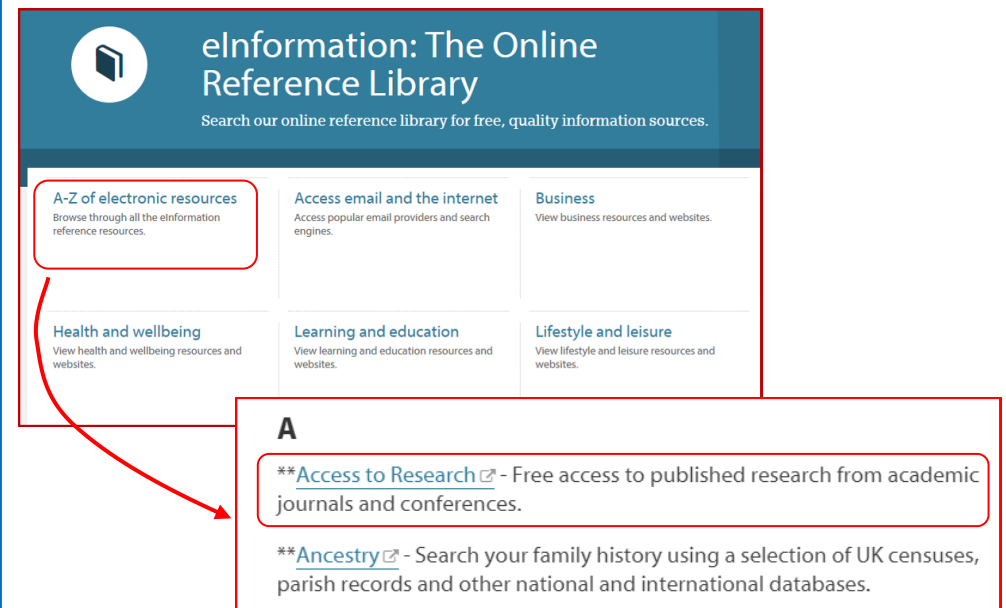 eInformation: The Online
Reference Library
Search our online reference library for free, quality information sources.
A-Z of electronic resources
Browse through all the eInformation
reference resources.
Access email and the internet
Access popular email providers and search
engines.
Business
View business resources and websites.
Health and wellbeing
View health and wellbeing resources and
websites.
Learning and education
View learning and education resources and
websites.
Lifestyle and leisure
View lifestyle and leisure resources and
websites.
A
**Access to Research - Free access to published research from academic
journals and conferences.
**Ancestry - Search your family history using a selection of UK censuses,
parish records and other national and international databases.